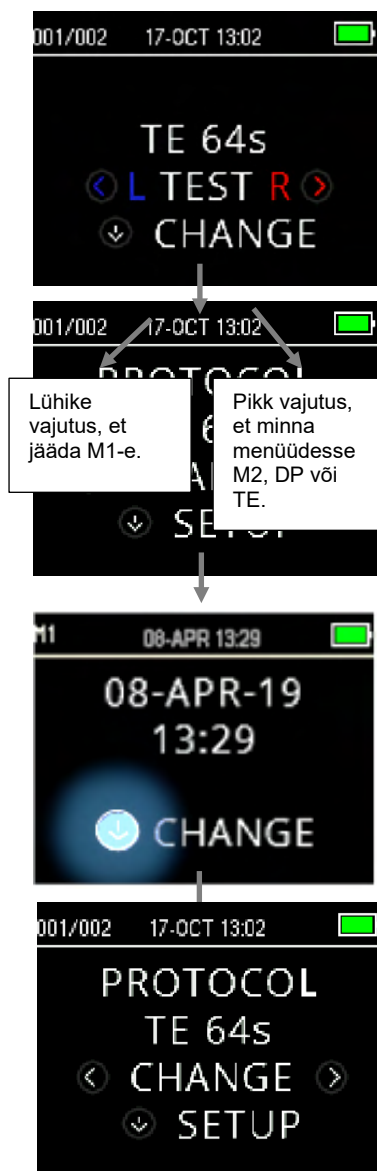 001/002 17-OCT 13:02
TE 64s
L TEST R
CHANGE
001/002 17-OCT 13:02
PROTOCOL
Lühike
vajutus, et
jääda M1-e.
Pikk vajutus,
et minna
menüüdesse
M2, DP või
TE.
M1 08-APR 13:29
08-APR-19
13:29
CHANGE
001/002 17-OCT 13:02
PROTOCOL
TE 64s
CHANGE
SETUP